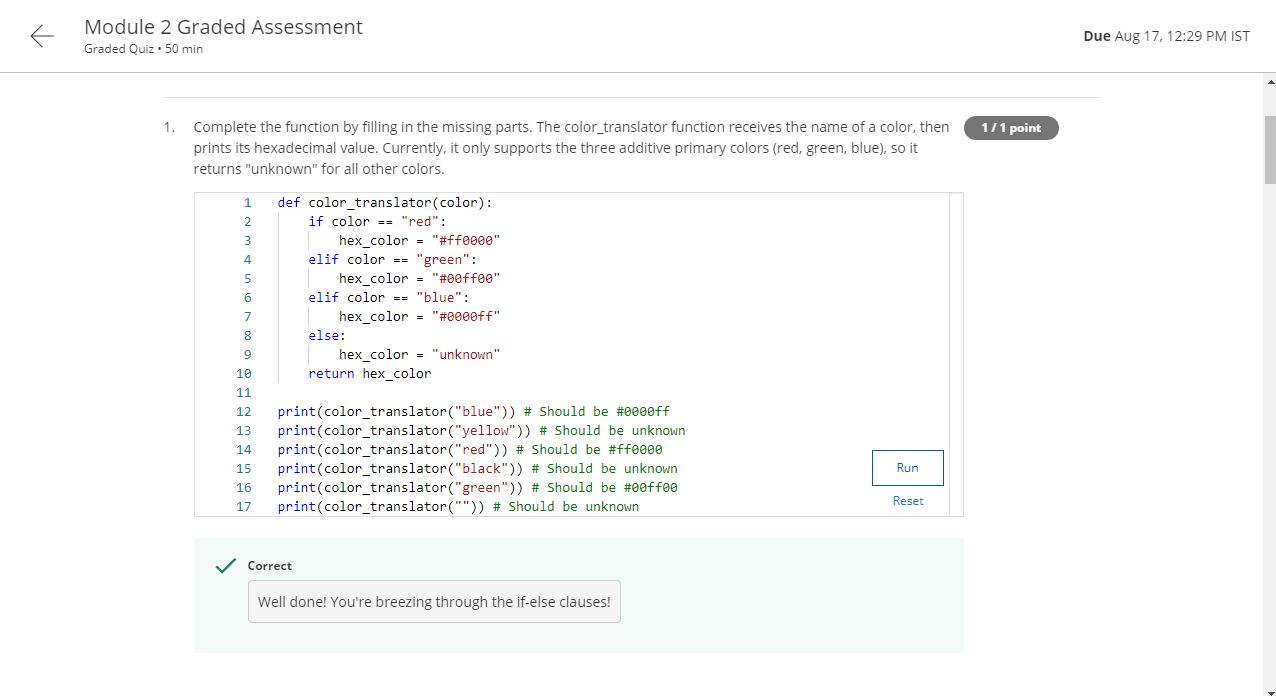 Module 2 Graded Assessment
Graded Quiz • 50 min
Due Aug 17, 12:29 PM IST
1. Complete the function by filling in the missing parts. The color_translator function receives the name of a color, then
prints its hexadecimal value. Currently, it only supports the three additive primary colors (red, green, blue), so it
returns "unknown" for all other colors.
1 / 1 point
1 def color_translator(color):
2     if color == "red":
3         hex_color = "#ff0000"
4     elif color == "green":
5         hex_color = "#00ff00"
6     elif color == "blue":
7         hex_color = "#0000ff"
8     else:
9         hex_color = "unknown"
10     return hex_color
11
12 print(color_translator("blue")) # Should be #0000ff
13 print(color_translator("yellow")) # Should be unknown
14 print(color_translator("red")) # Should be #ff0000
15 print(color_translator("black")) # Should be unknown
16 print(color_translator("green")) # Should be #00ff00
17 print(color_translator("")) # Should be unknown
Run
Reset
Correct
Well done! You're breezing through the if-else clauses!